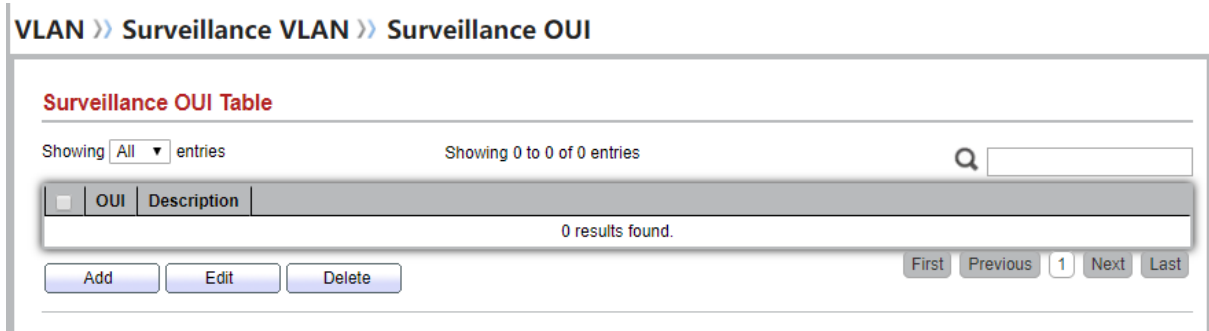 VLAN 》 Surveillance VLAN 》 Surveillance OUI
Surveillance OUI Table
Showing All ▼ entries Showing 0 to 0 of 0 entries
OUI Description
0 results found.
Add Edit Delete First Previous 1 Next Last